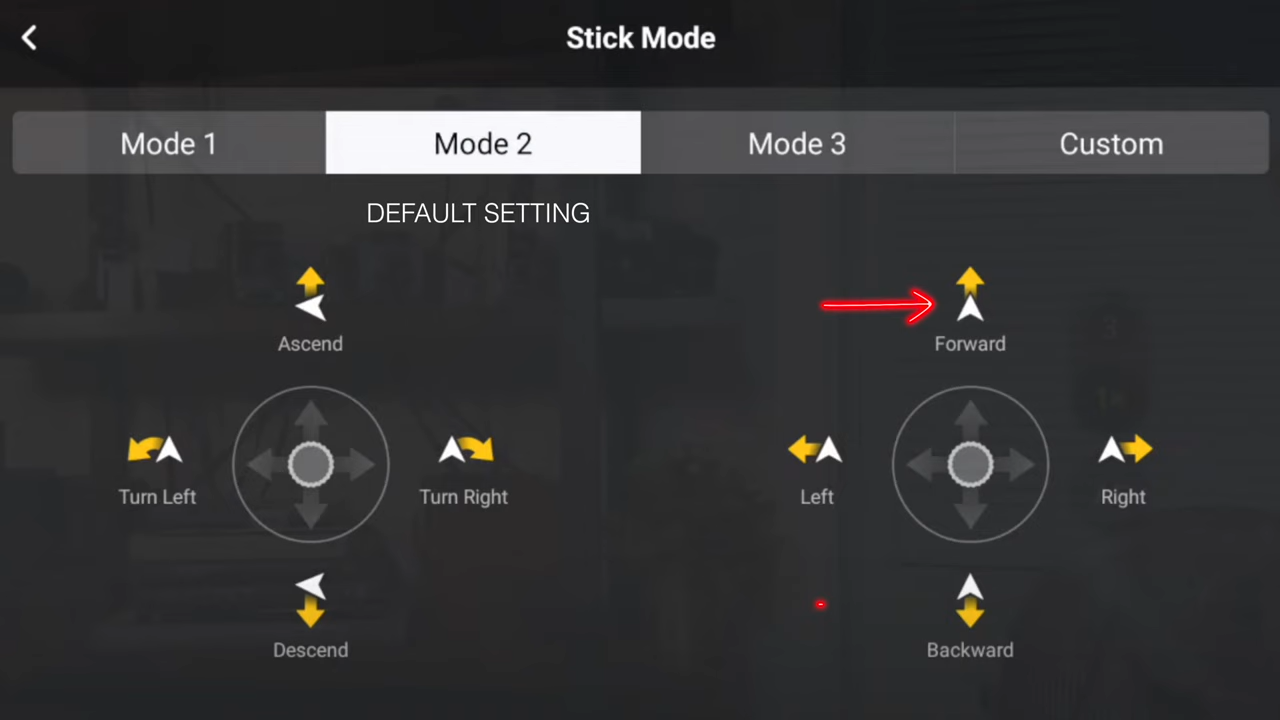 Stick Mode
Mode 1 Mode 2 Mode 3 Custom
DEFAULT SETTING
Ascend Forward
Turn Left Turn Right Left Right
Descend Backward